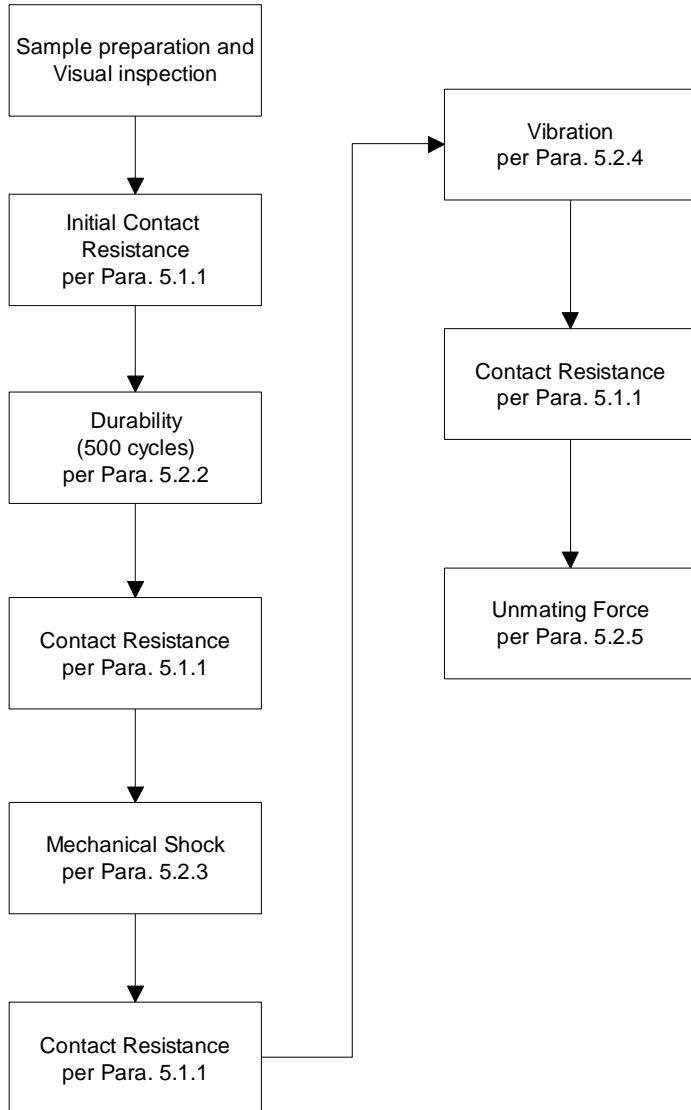 Sample preparation and
Visual inspection
Initial Contact
Resistance
per Para. 5.1.1
Durability
(500 cycles)
per Para. 5.2.2
Contact Resistance
per Para. 5.1.1
Mechanical Shock
per Para. 5.2.3
Contact Resistance
per Para. 5.1.1
Vibration
per Para. 5.2.4
Contact Resistance
per Para. 5.1.1
Unmating Force
per Para. 5.2.5